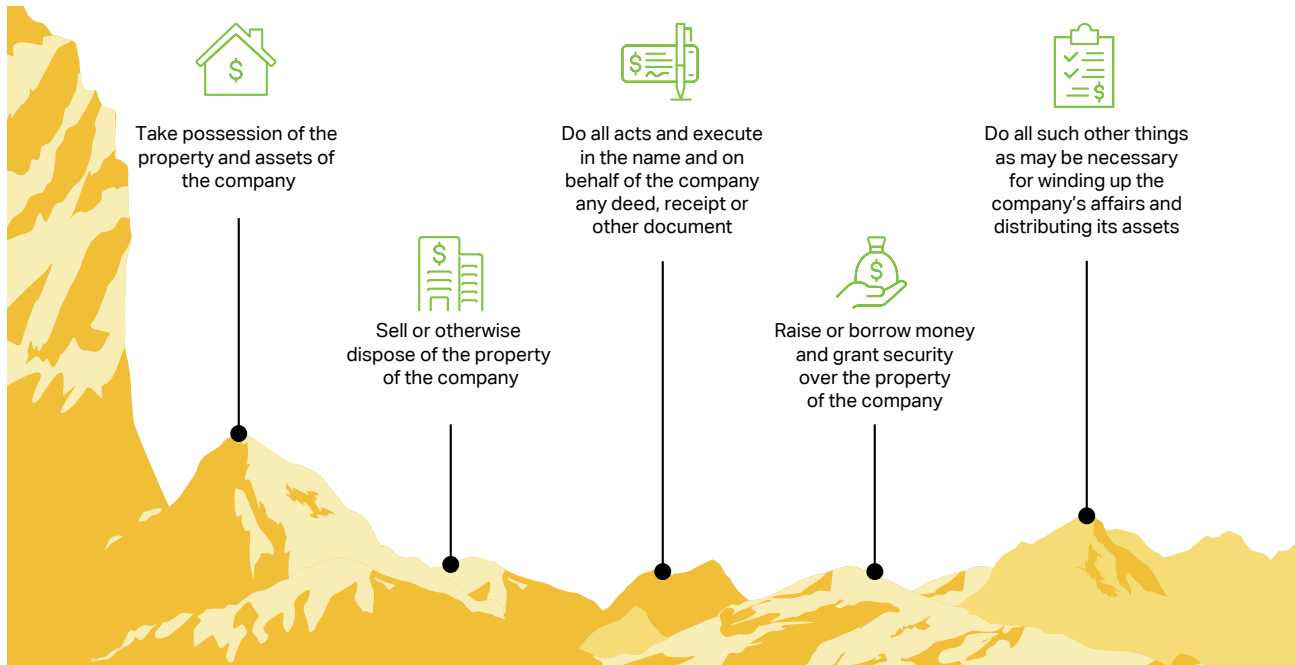 Take possession of the
property and assets of
the company
Sell or otherwise
dispose of the property
of the company
Do all acts and execute
in the name and on
behalf of the company
any deed, receipt or
other document
Raise or borrow money
and grant security
over the property
of the company
Do all such other things
as may be necessary
for winding up the
company’s affairs and
distributing its assets